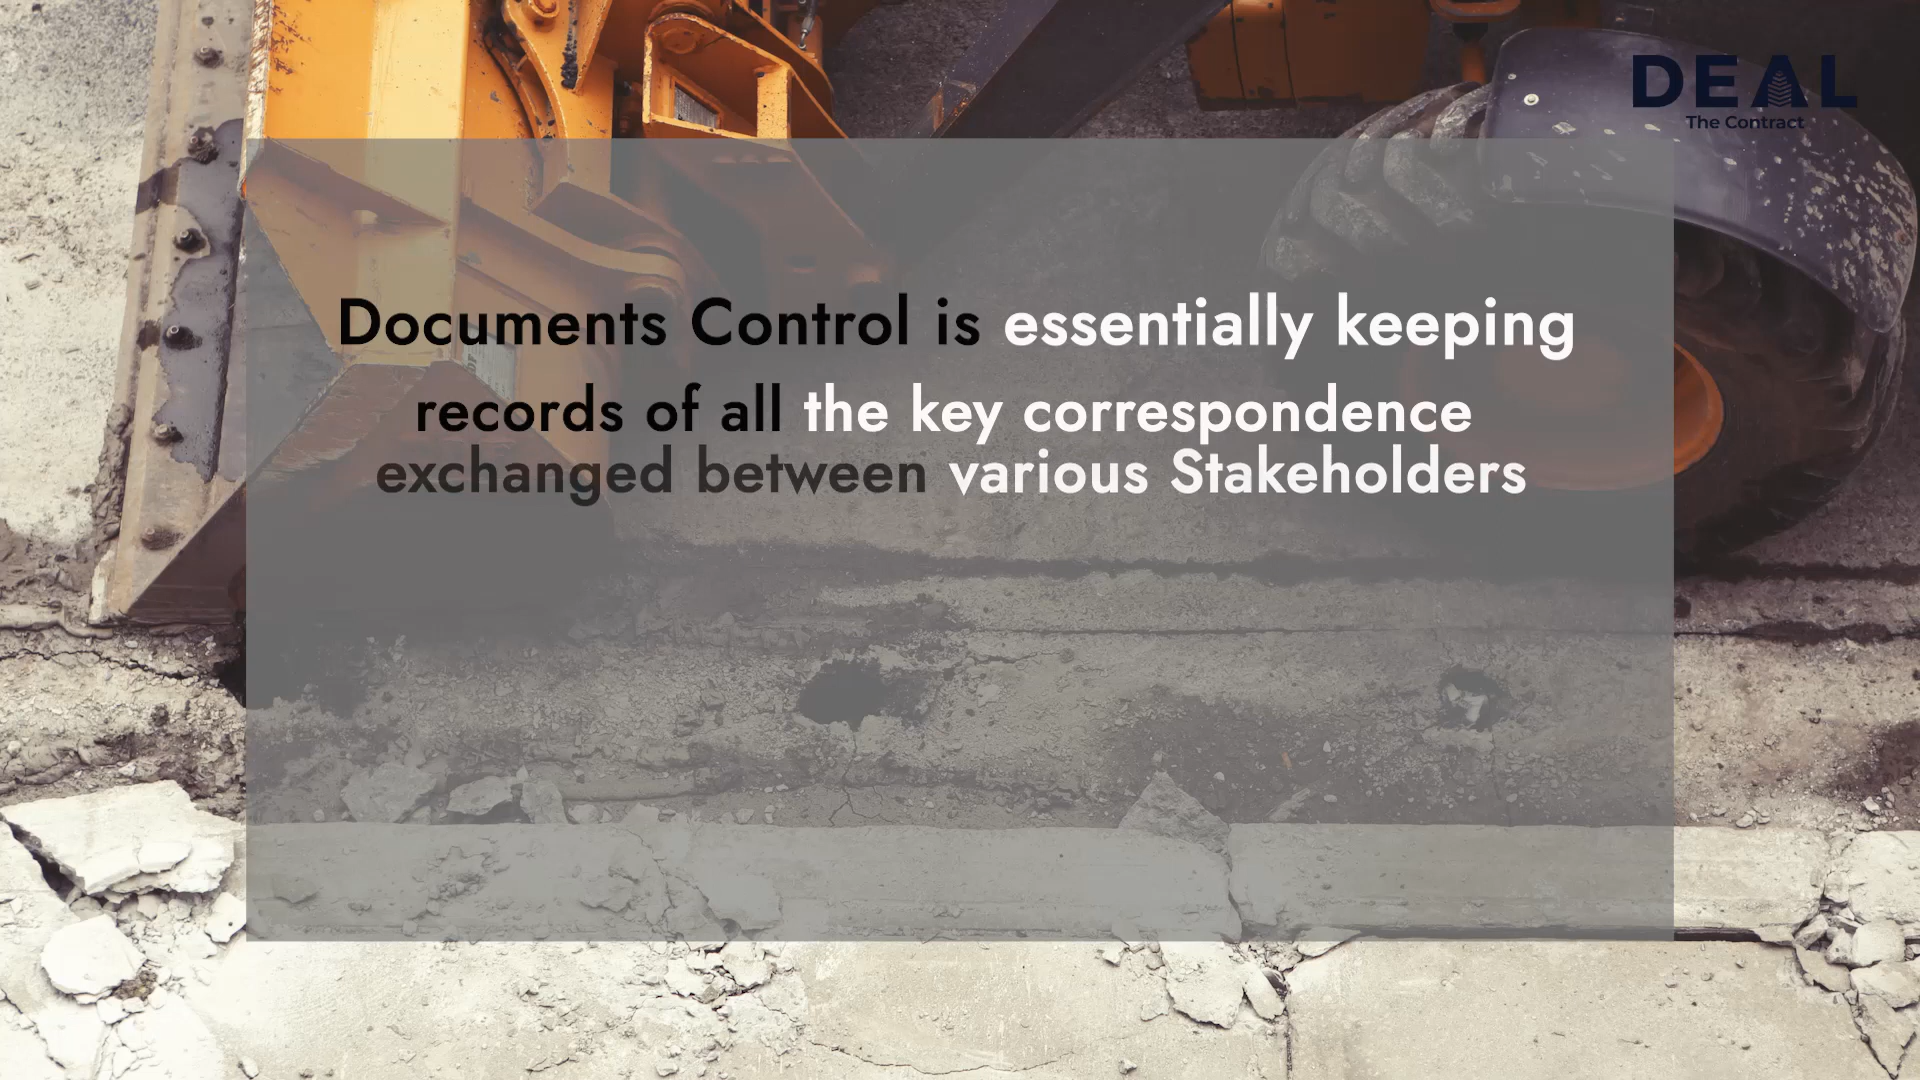 DEAL
The Contract
Documents Control is essentially keeping
records of all the key correspondence
exchanged between various Stakeholders